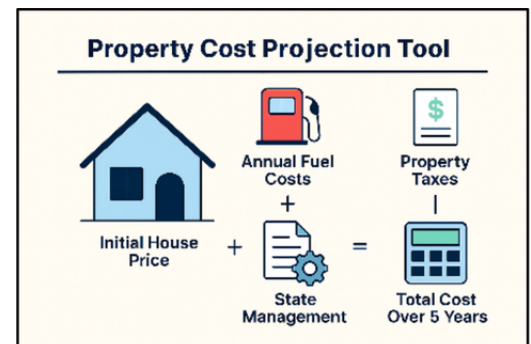 Property Cost Projection Tool
$
Annual Fuel
Costs
Property
Taxes
+
Initial House
Price
+
=
State
Management
Total Cost
Over 5 Years